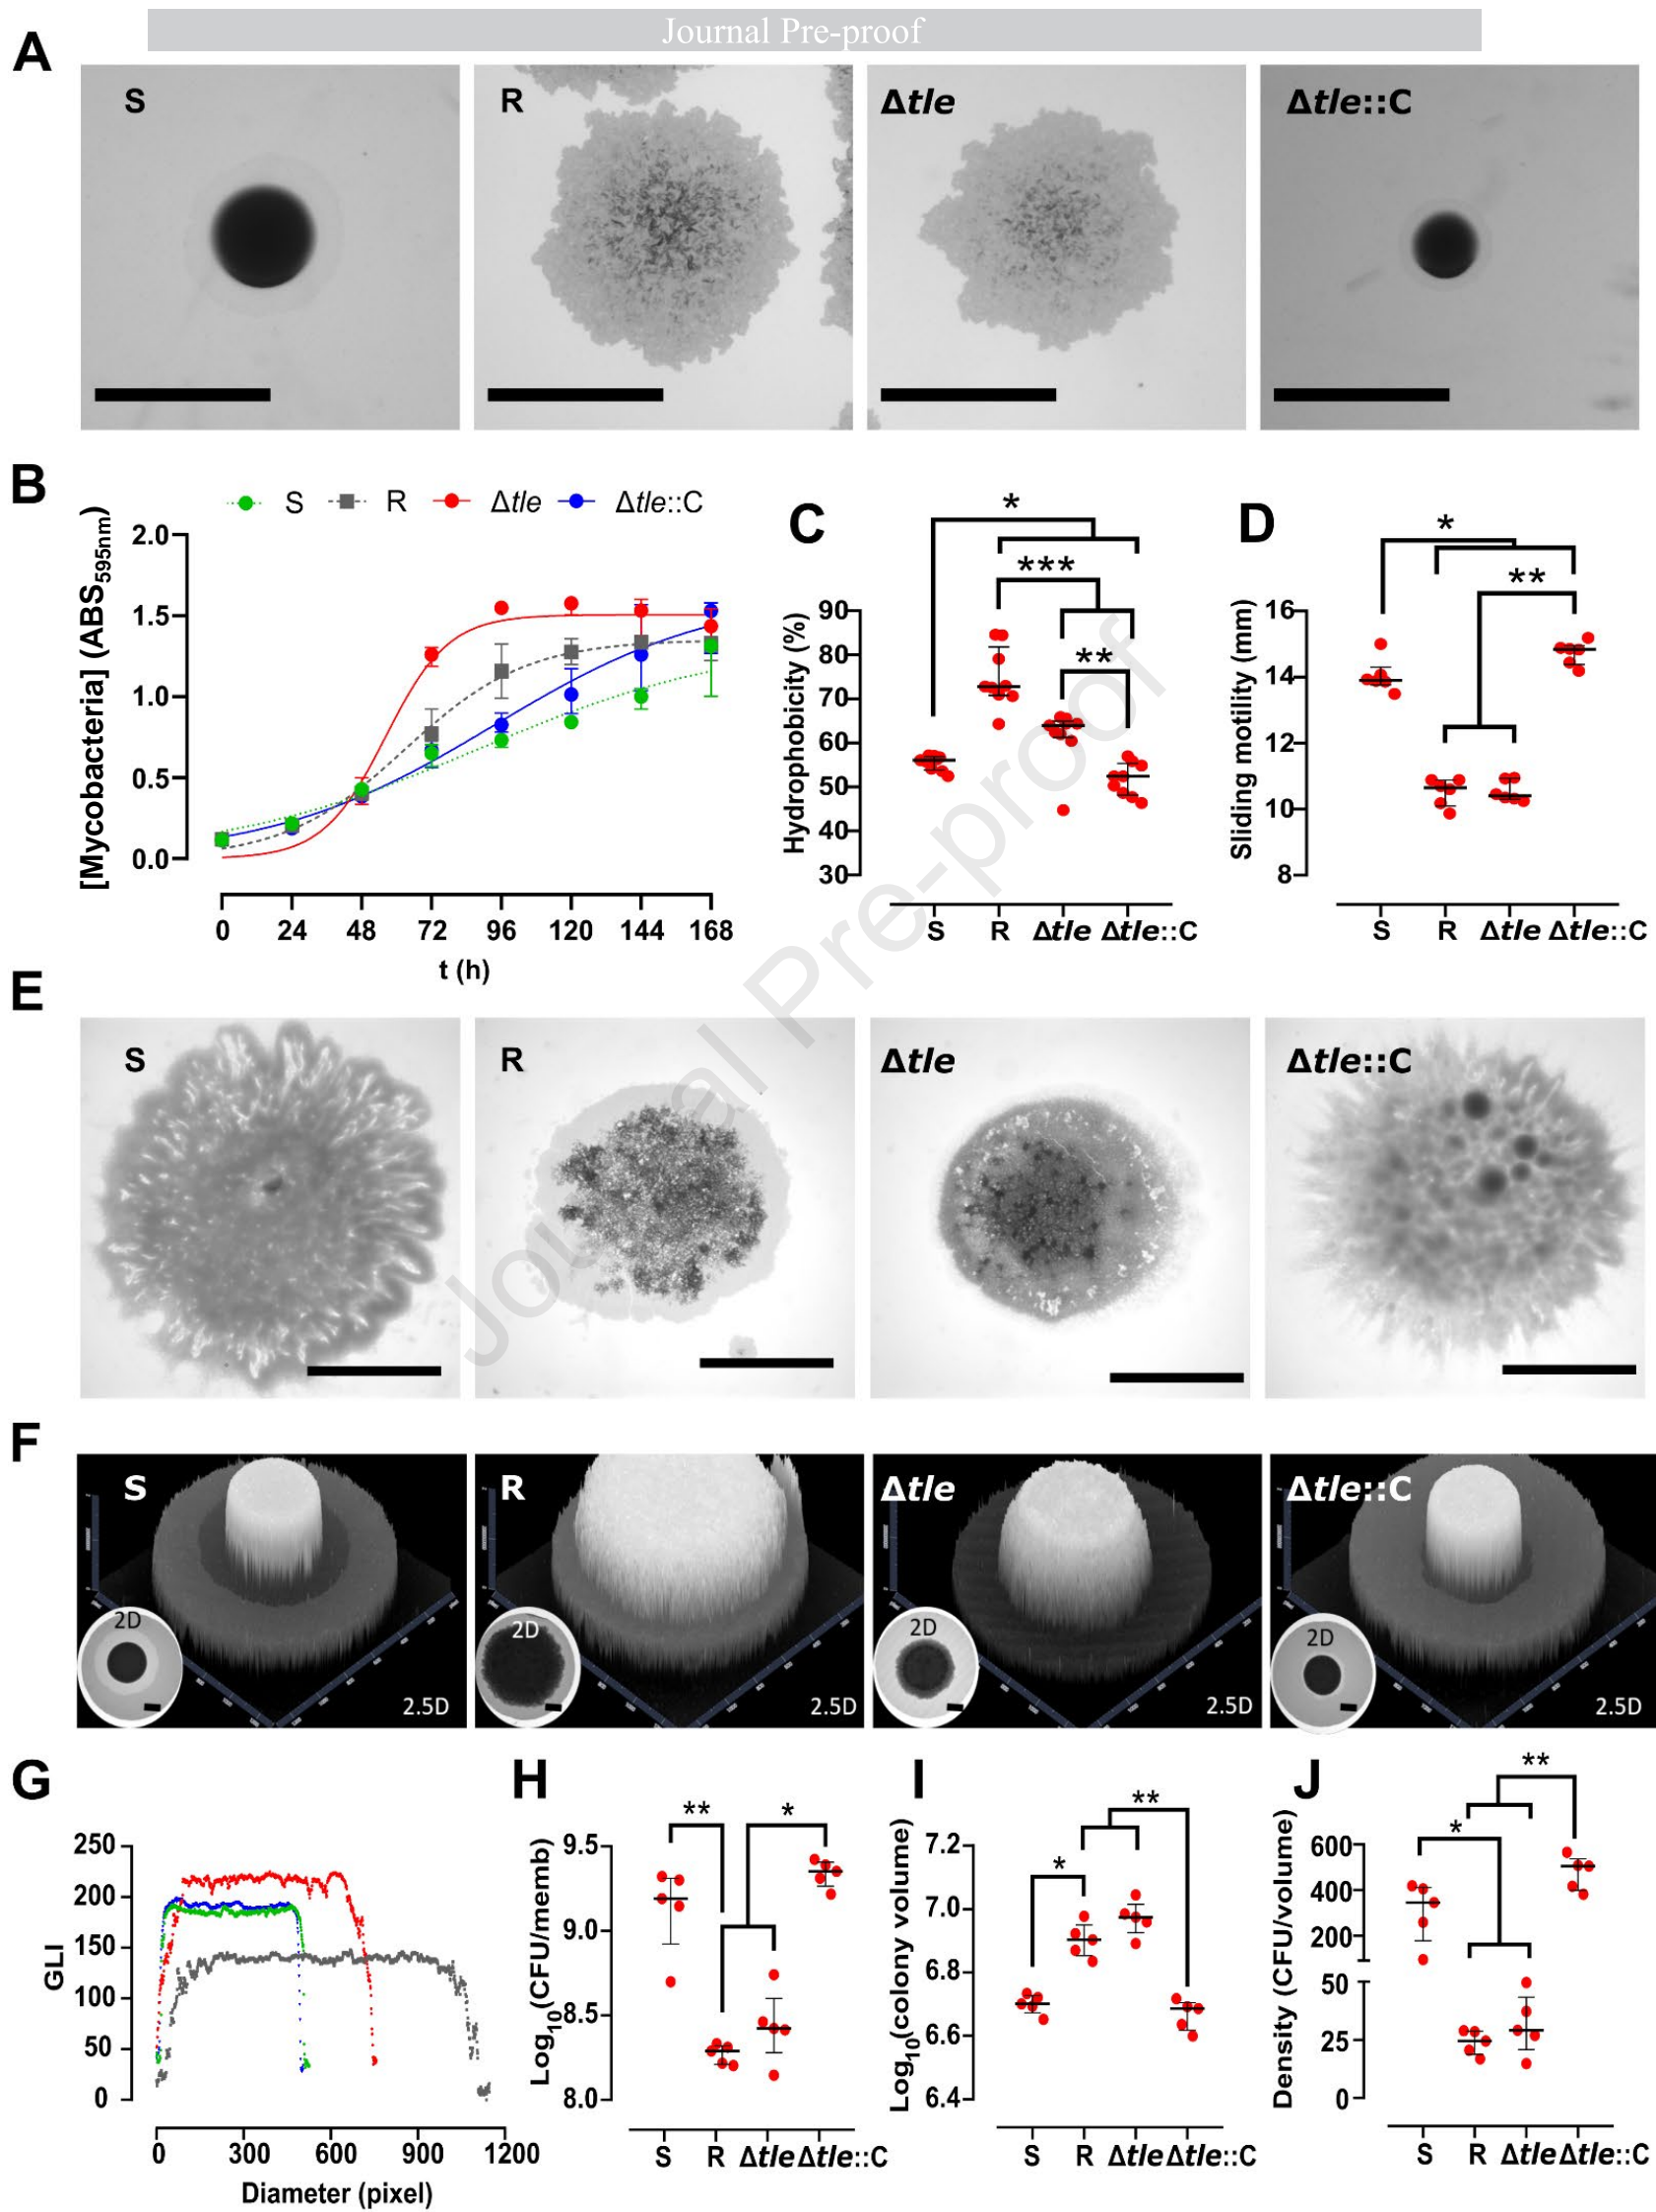 Journal Pre-proof
A
S
R
Δtle
Δtle::C
B
S R Δtle Δtle::C
[Mycobacteria] (ABS595nm)
2.0
1.5
1.0
0.5
0.0
0 24 48 72 96 120 144 168
t (h)
C
*
***
**
Hydrophobicity (%)
90
80
70
60
50
40
30
S R Δtle Δtle::C
D
*
**
Sliding motility (mm)
16
14
12
10
8
S R Δtle Δtle::C
Journal Pre-proof
E
S
R
Δtle
Δtle::C
F
S
2D
2.5D
R
2D
2.5D
Δtle
2D
2.5D
Δtle::C
2D
2.5D
G
GLI
250
200
150
100
50
0
0 300 600 900 1200
Diameter (pixel)
H
** *
Log10(CFU/memb)
9.5
9.0
8.5
8.0
S R Δtle Δtle::C
I
**
*
Log10(colony volume)
7.2
7.0
6.8
6.6
6.4
S R Δtle Δtle::C
J
**
*
Density (CFU/volume)
600
400
200
50
25
0
S R Δtle Δtle::C